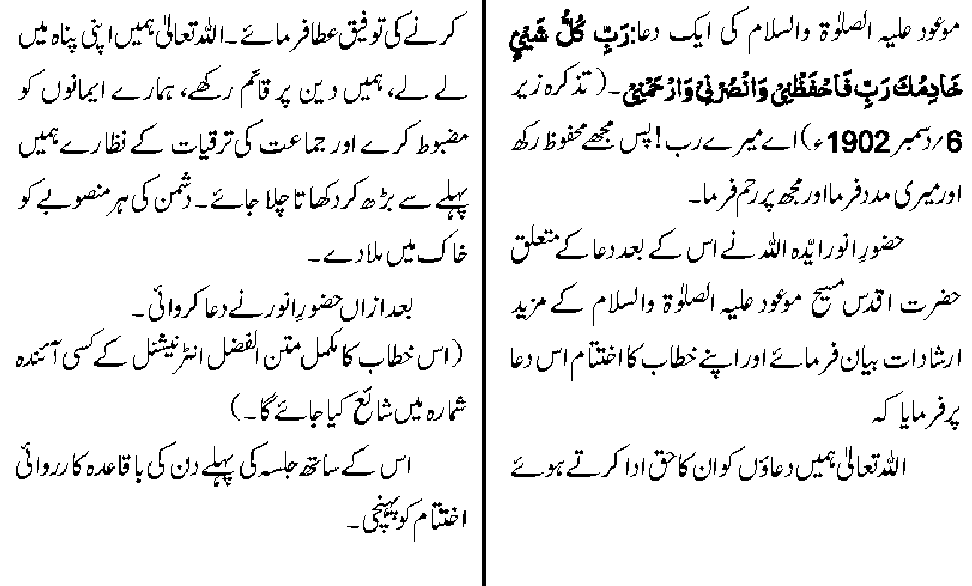 موعود علیہ الصلوٰۃ والسلام کی ایک دعا:رَبِّ كُلُّ شَيْئٍ
خَادِمُكَ رَبِّ فَاحْفَظْنِيْ وَانْصُرْنِيْ وَارْحَمْنِيْ۔(تذکرہ زیر
6؍دسمبر 1902ء) اے میرے رب! پس مجھے محفوظ رکھ
اور میری مدد فرما اور مجھ پر رحم فرما۔
حضورِ انور ایّدہ اللہ نے اس کے بعد دعا کے متعلق
حضرت اقدس مسیح موعود علیہ الصلوٰۃ والسلام کے مزید
ارشادات بیان فرمائے اور اپنے خطاب کا اختتام اس دعا
پر فرمایا کہ
اللہ تعالیٰ ہمیں دعاؤں کو ان کا حق ادا کرتے ہوئے
کرنے کی توفیق عطا فرمائے۔ اللہ تعالیٰ ہمیں اپنی پناہ میں
لے لے، ہمیں دین پر قائم رکھے، ہمارے ایمانوں کو
مضبوط کرے اور جماعت کی ترقیات کے نظارے ہمیں
پہلے سے بڑھ کر دکھاتا چلا جائے۔ دشمن کی ہر منصوبے کو
خاک میں ملا دے۔
بعد ازاں حضورِ انور نے دعا کروائی۔
(اس خطاب کا مکمل متن الفضل انٹرنیشنل کے کسی آئندہ
شمارہ میں شائع کیا جائے گا۔)
اس کے ساتھ جلسہ کی پہلے دن کی باقاعدہ کارروائی
اختتام کو پہنچی۔